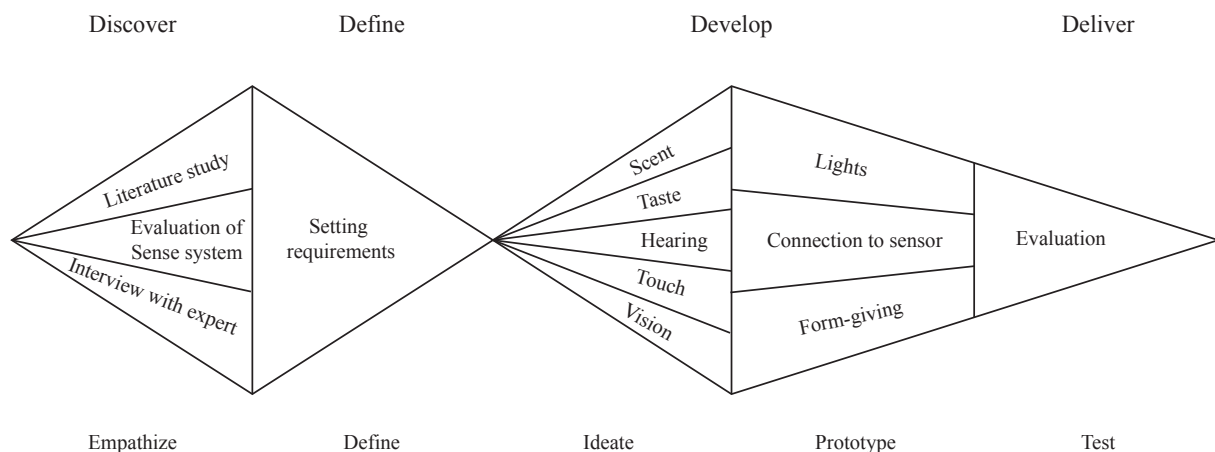 Discover
Define
Develop
Deliver
Literature study
Evaluation of
Sense system
Interview with expert
Setting
requirements
Scent
Taste
Hearing
Touch
Vision
Lights
Connection to sensor
Form-giving
Evaluation
Empathize
Define
Ideate
Prototype
Test